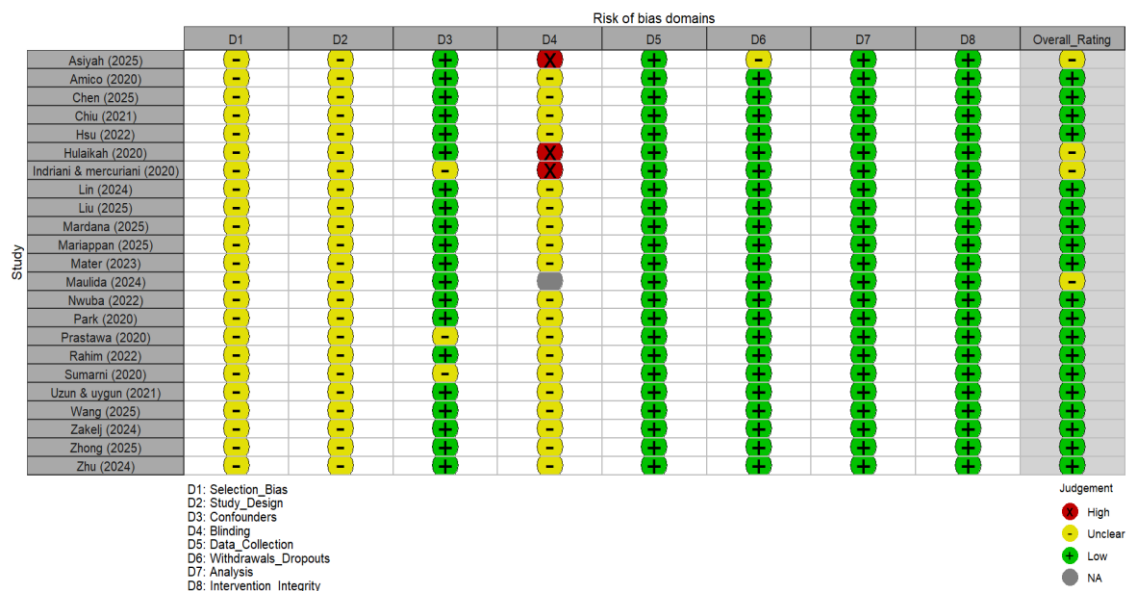 Risk of bias domains
D1 D2 D3 D4 D5 D6 D7 D8 Overall_Rating
Study
Asiyah (2025) - - + X + - + + -
Amico (2020) - - + - + + + + +
Chen (2025) - - + - + + + + +
Chiu (2021) - - + - + + + + +
Hsu (2022) - - + - + + + + +
Hulaikah (2020) - - + X + + + + -
Indriani & mercuriani (2020) - - - X + + + + -
Lin (2024) - - + - + + + + +
Liu (2025) - - + - + + + + +
Mardana (2025) - - + - + + + + +
Mariappan (2025) - - + - + + + + +
Mater (2023) - - + - + + + + +
Maulida (2024) - - + + + + + -
Nwuba (2022) - - + - + + + + +
Park (2020) - - + - + + + + +
Prastawa (2020) - - - - + + + + +
Rahim (2022) - - + - + + + + +
Sumarni (2020) - - - - + + + + +
Uzun & uygun (2021) - - + - + + + + +
Wang (2025) - - + - + + + + +
Zakelj (2024) - - + - + + + + +
Zhong (2025) - - + - + + + + +
Zhu (2024) - - + - + + + + +
D1: Selection_Bias
D2: Study_Design
D3: Confounders
D4: Blinding
D5: Data_Collection
D6: Withdrawals_Dropouts
D7: Analysis
D8: Intervention_Integrity
Judgement
X High
- Unclear
+ Low
NA